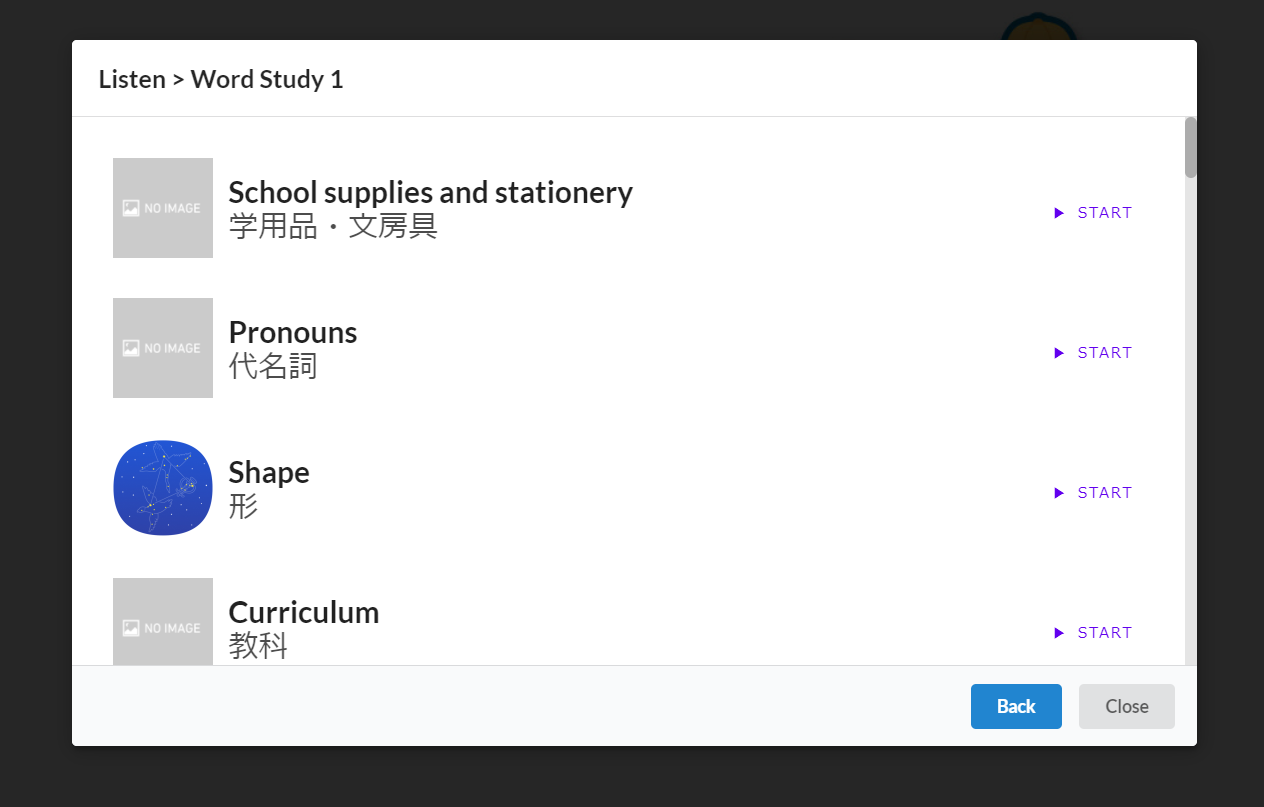 Listen > Word Study 1
NO IMAGE
School supplies and stationery
学用品・文房具
START
NO IMAGE
Pronouns
代名詞
START
Shape
形
START
NO IMAGE
Curriculum
教科
START
Back
Close